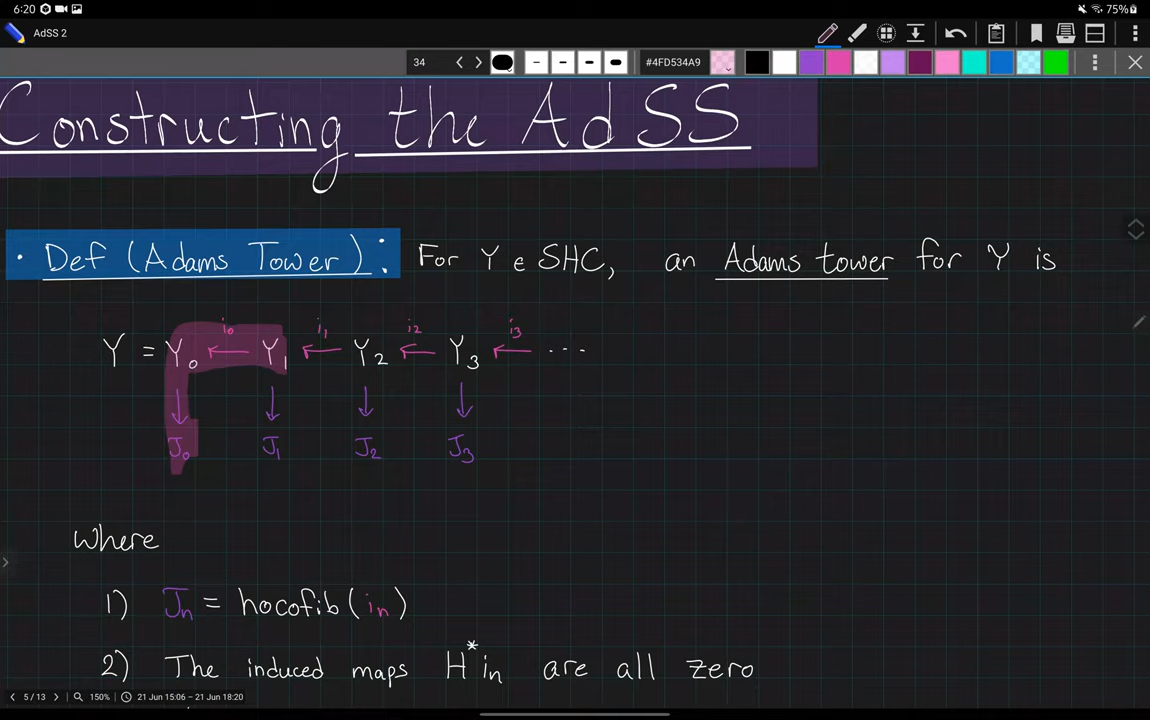 6:20 75%
AdSS 2
34 #4FD534A9
Constructing the AdSS
• Def (Adams Tower): For Y ∈ SHC, an Adams tower for Y is
i₀ i₁ i₂ i₃
Y = Y₀ ← Y₁ ← Y₂ ← Y₃ ← ...
↓ ↓ ↓ ↓
J₀ J₁ J₂ J₃
where
1) Jₙ = hocofib(iₙ)
2) The induced maps H*iₙ are all zero
5 / 13 150% 21 Jun 15:06 – 21 Jun 18:20